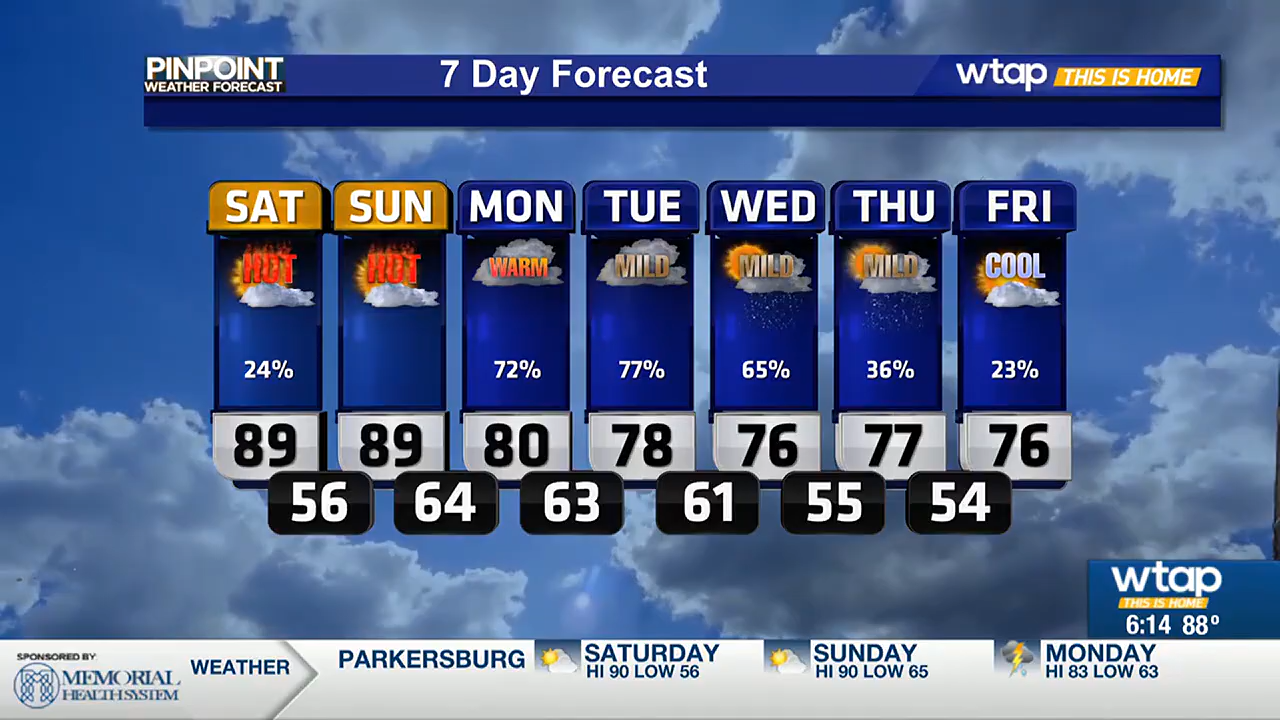 PINPOINT
WEATHER FORECAST
7 Day Forecast
wtap THIS IS HOME
SAT SUN MON TUE WED THU FRI
HOT HOT WARM MILD MILD MILD COOL
24% 72% 77% 65% 36% 23%
89 89 80 78 76 77 76
56 64 63 61 55 54
wtap
THIS IS HOME
6:14 88°
SPONSORED BY:
MEMORIAL
HEALTH SYSTEM
WEATHER
PARKERSBURG
SATURDAY
HI 90 LOW 56
SUNDAY
HI 90 LOW 65
MONDAY
HI 83 LOW 63